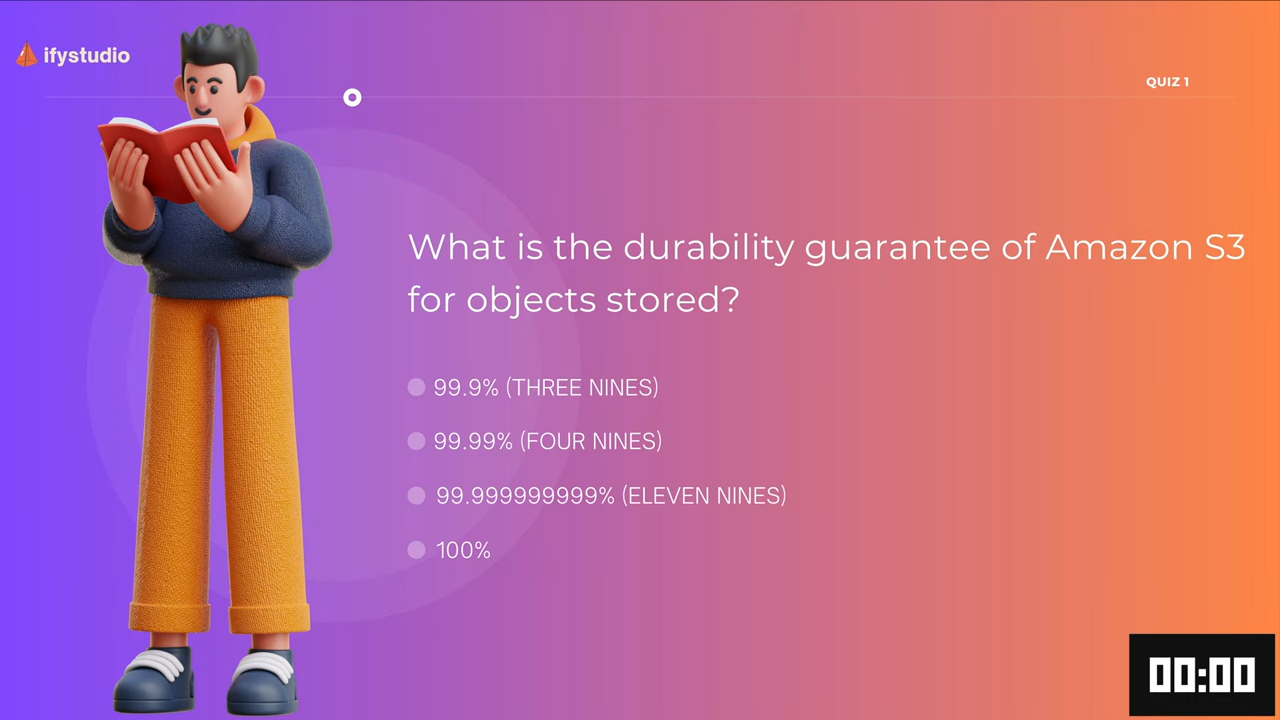 ifystudio
QUIZ 1
What is the durability guarantee of Amazon S3
for objects stored?
99.9% (THREE NINES)
99.99% (FOUR NINES)
99.999999999% (ELEVEN NINES)
100%
00:00